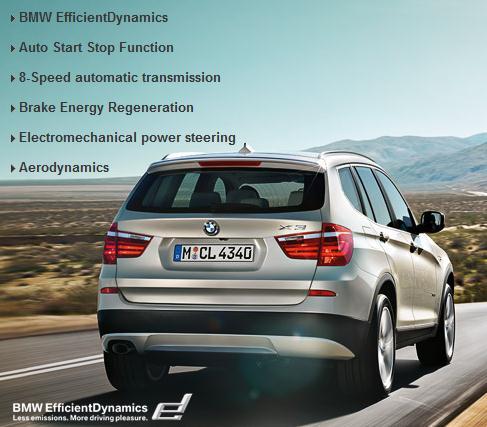 BMW EfficientDynamics
Auto Start Stop Function
8-Speed automatic transmission
Brake Energy Regeneration
Electromechanical power steering
Aerodynamics
X3
M CL 4340
D
BMW EfficientDynamics
Less emissions. More driving pleasure.